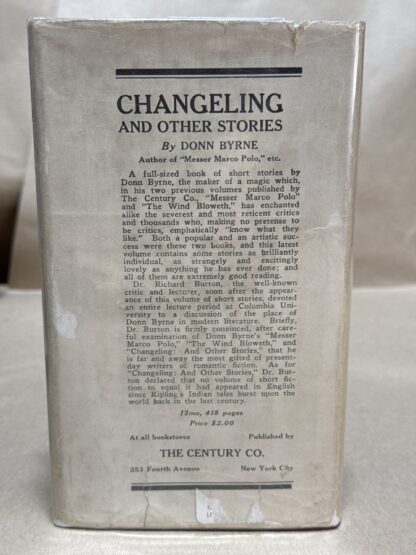 CHANGELING
AND OTHER STORIES
By DONN BYRNE
Author of "Messer Marco Polo," etc.
A full-sized book of short stories by
Donn Byrne, the maker of a magic which,
in his two previous volumes published by
The Century Co., "Messer Marco Polo"
and "The Wind Bloweth," has enchanted
alike the severest and most reticent critics
and thousands who, making no pretense to
be critics, emphatically "know what they
like." Both a popular and an artistic suc-
cess were these two books, and this latest
volume contains some stories as brilliantly
individual, as strangely and excitingly
lovely as anything he has ever done; and
all of them are extremely good reading.
Dr. Richard Burton, the well-known
critic and lecturer, soon after the appear-
ance of this volume of short stories, devoted
an entire lecture period at Columbia Uni-
versity to a discussion of the place of
Donn Byrne in modern literature. Briefly,
Dr. Burton is firmly convinced, after care-
ful examination of Donn Byrne's "Messer
Marco Polo," "The Wind Bloweth," and
"Changeling: And Other Stories," that he
is far and away the most gifted of present-
day writers of romantic fiction. As for
"Changeling: And Other Stories," Dr. Bur-
ton declared that no volume of short fic-
tion to equal it had appeared in English
since Kipling's Indian tales burst upon the
world back in the last century.
12mo, 418 pages
Price $2.00
At all bookstores Published by
THE CENTURY CO.
353 Fourth Avenue New York City